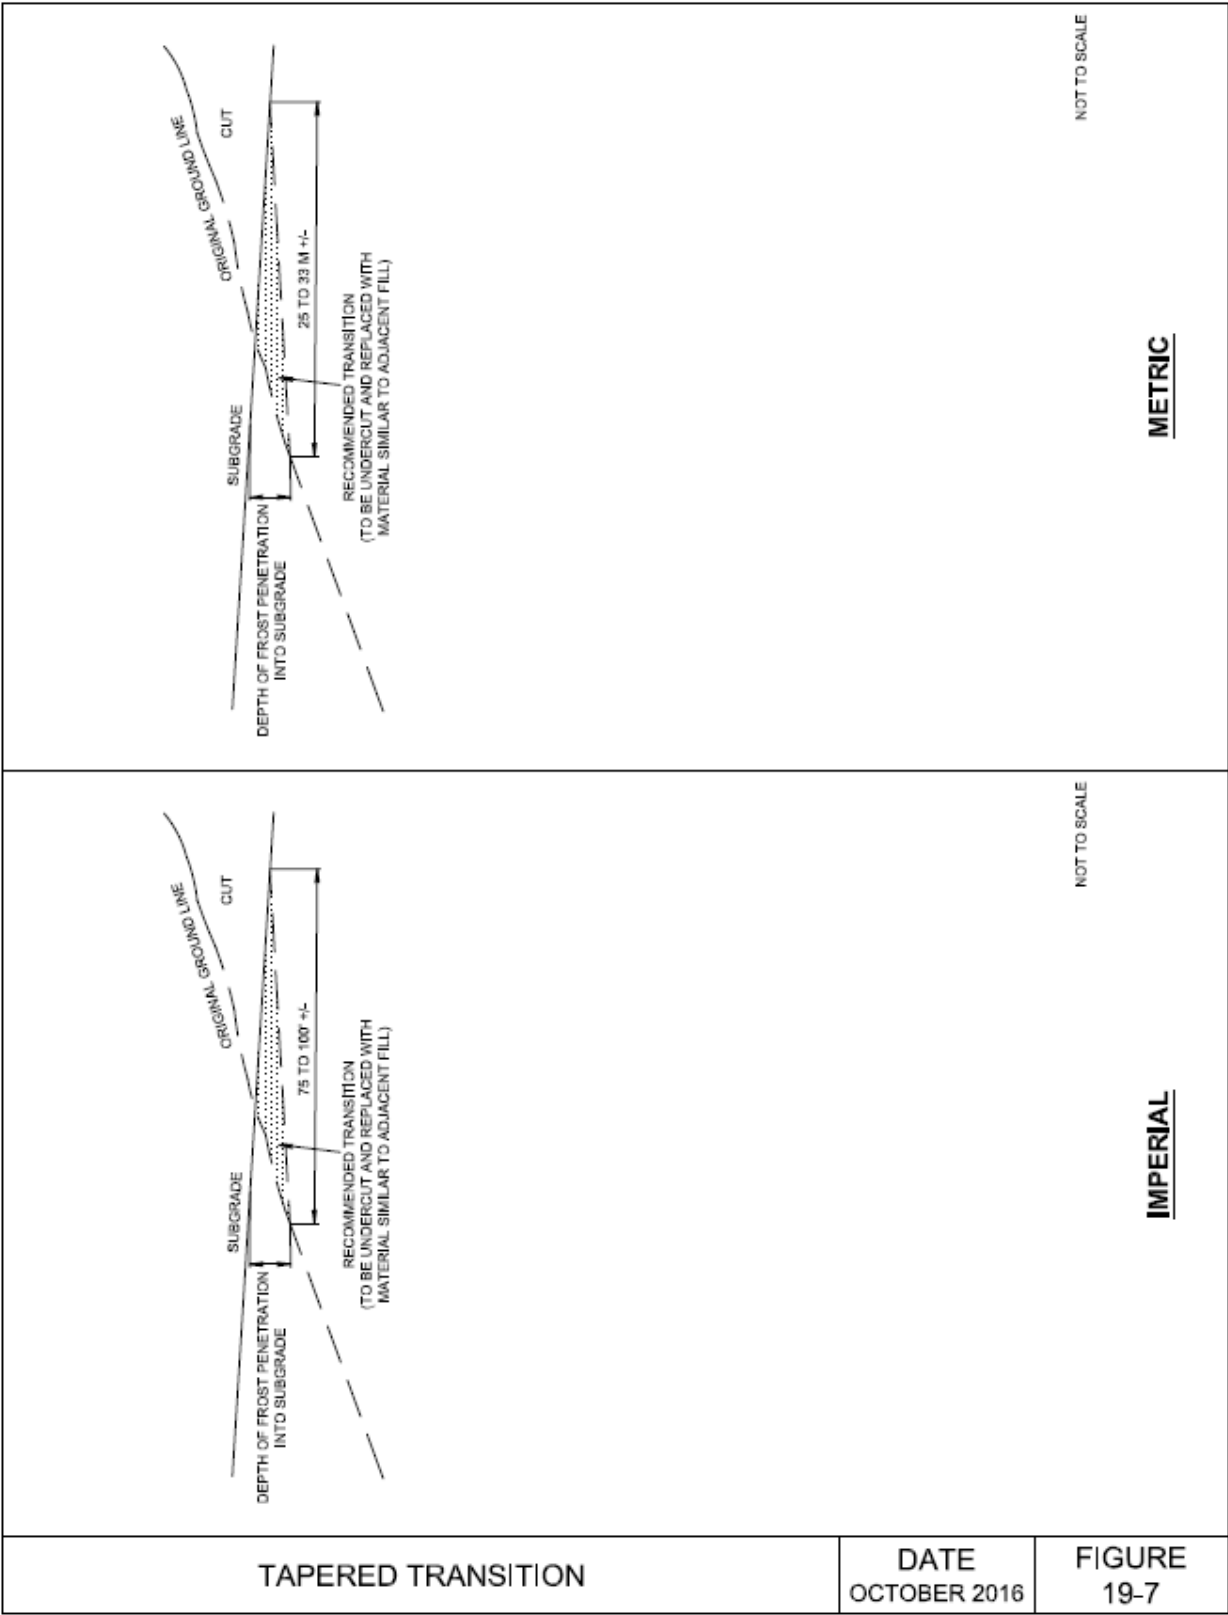 ORIGINAL GROUND LINE
CUT
SUBGRADE
DEPTH OF FROST PENETRATION
INTO SUBGRADE
25 TO 33 M +/-
RECOMMENDED TRANSITION
(TO BE UNDERCUT AND REPLACED WITH
MATERIAL SIMILAR TO ADJACENT FILL)
NOT TO SCALE
METRIC
ORIGINAL GROUND LINE
CUT
SUBGRADE
DEPTH OF FROST PENETRATION
INTO SUBGRADE
75 TO 100' +/-
RECOMMENDED TRANSITION
(TO BE UNDERCUT AND REPLACED WITH
MATERIAL SIMILAR TO ADJACENT FILL)
NOT TO SCALE
IMPERIAL
TAPERED TRANSITION
DATE
OCTOBER 2016
FIGURE
19-7